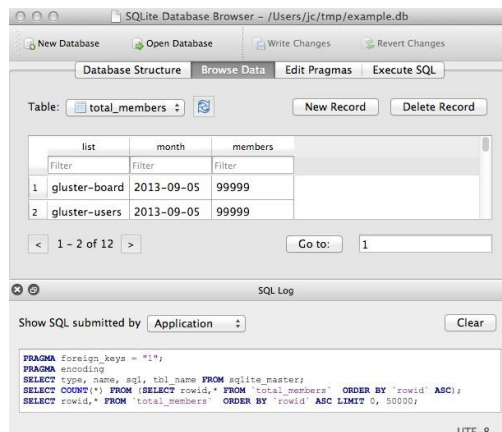 SQLite Database Browser - /Users/jc/tmp/example.db
New Database Open Database Write Changes Revert Changes
Database Structure Browse Data Edit Pragmas Execute SQL
Table: total_members New Record Delete Record
list month members
Filter Filter Filter
1 gluster-board 2013-09-05 99999
2 gluster-users 2013-09-05 99999
< 1 - 2 of 12 > Go to: 1
SQL Log
Show SQL submitted by Application Clear
PRAGMA foreign_keys = "1";
PRAGMA encoding
SELECT type, name, sql, tbl_name FROM sqlite_master;
SELECT COUNT(*) FROM (SELECT rowid,* FROM `total_members` ORDER BY `rowid` ASC);
SELECT rowid,* FROM `total_members` ORDER BY `rowid` ASC LIMIT 0, 50000;
UTF-8